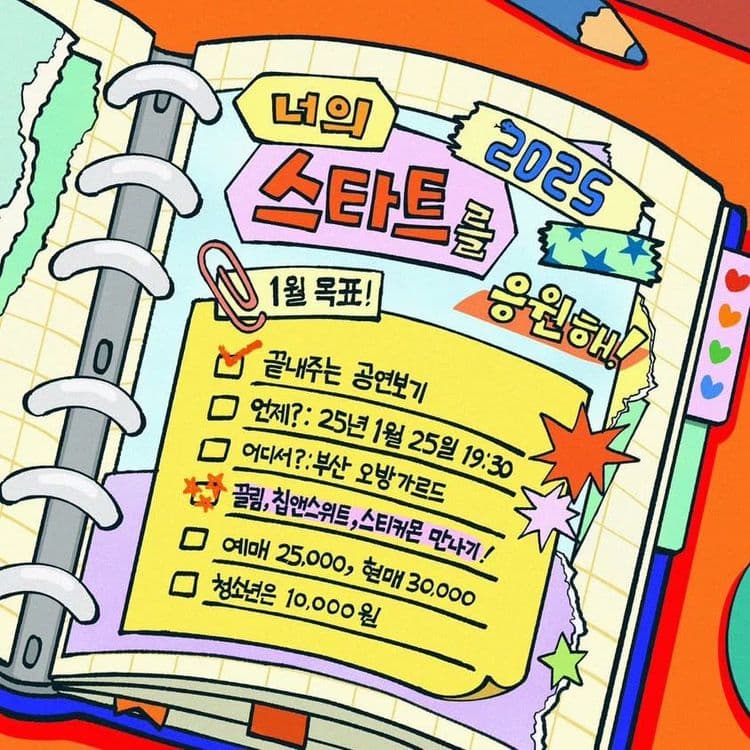 너의
2025
스타트를
응원해!
1월 목표!
끝내주는 공연보기
언제?: 25년 1월 25일 19:30
어디서?: 부산 오방가르드
끌림, 칩앤스위트, 스티커몬 만나기!
예매 25,000, 현매 30,000
청소년은 10,000원